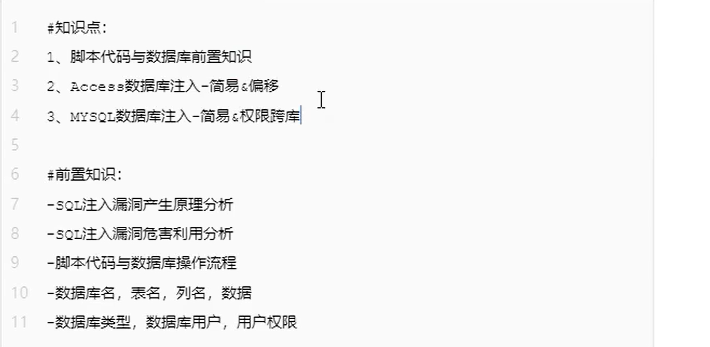 1 #知识点：
2 1、脚本代码与数据库前置知识
3 2、Access数据库注入-简易&偏移
4 3、MYSQL数据库注入-简易&权限跨库
5
6 #前置知识：
7 -SQL注入漏洞产生原理分析
8 -SQL注入漏洞危害利用分析
9 -脚本代码与数据库操作流程
10 -数据库名，表名，列名，数据
11 -数据库类型，数据库用户，用户权限